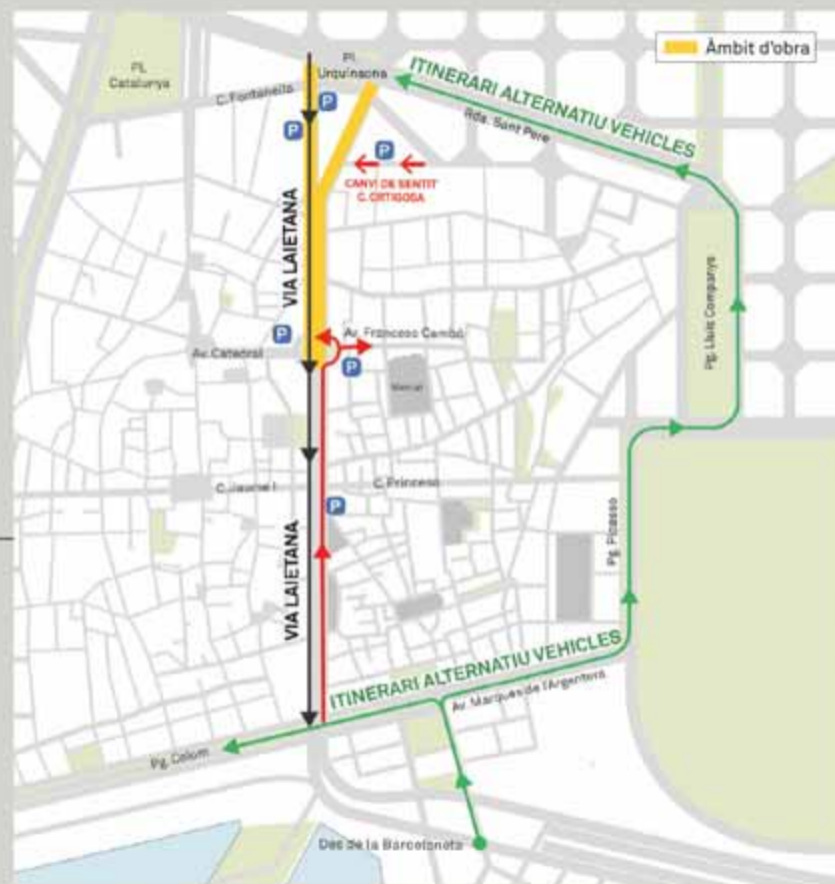 Àmbit d'obra
Pl.
Catalunya
Pl.
Urquinaona
C. Fontanella
P
P
ITINERARI ALTERNATIU VEHICLES
Rda. Sant Pere
P
CANVI DE SENTIT
C. ORTIGOSA
VIA LAIETANA
Pg. Lluís Companys
P
Av. Francesc Cambó
Av. Catedral
P
Mercat
C. Jaume I
C. Princesa
P
Pg. Picasso
VIA LAIETANA
ITINERARI ALTERNATIU VEHICLES
Av. Marquès de l'Argentera
Pg. Colom
Des de la Barceloneta